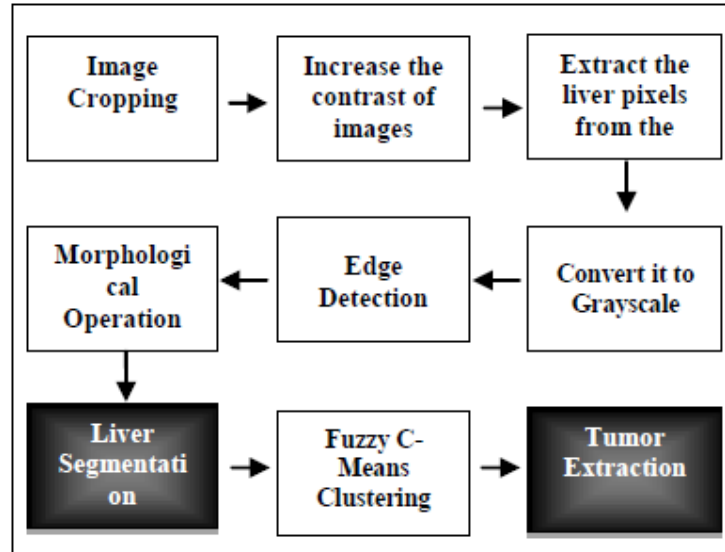 Image
Cropping
Increase the
contrast of
images
Extract the
liver pixels
from the
Convert it to
Grayscale
Edge
Detection
Morphologi
cal
Operation
Liver
Segmentati
on
Fuzzy C-
Means
Clustering
Tumor
Extraction